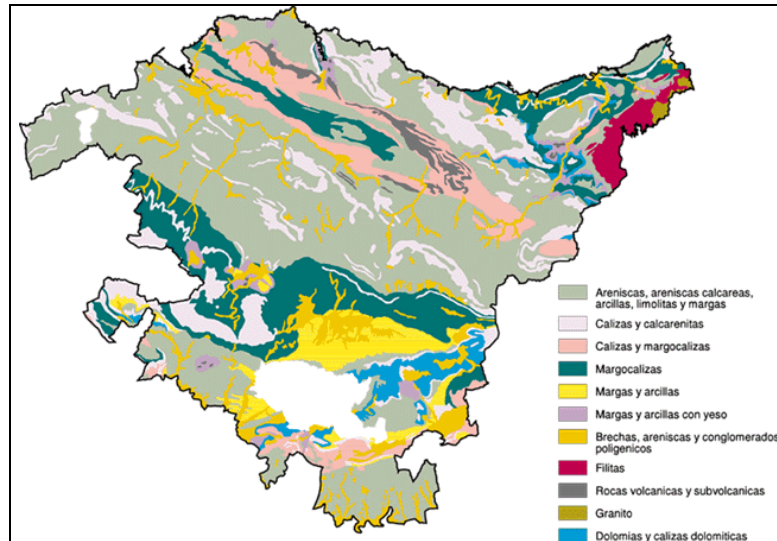 Areniscas, areniscas calcareas,
arcillas, limolitas y margas
Calizas y calcarenitas
Calizas y margocalizas
Margocalizas
Margas y arcillas
Margas y arcillas con yeso
Brechas, areniscas y conglomerados
poligenicos
Filitas
Rocas volcanicas y subvolcanicas
Granito
Dolomias y calizas dolomiticas